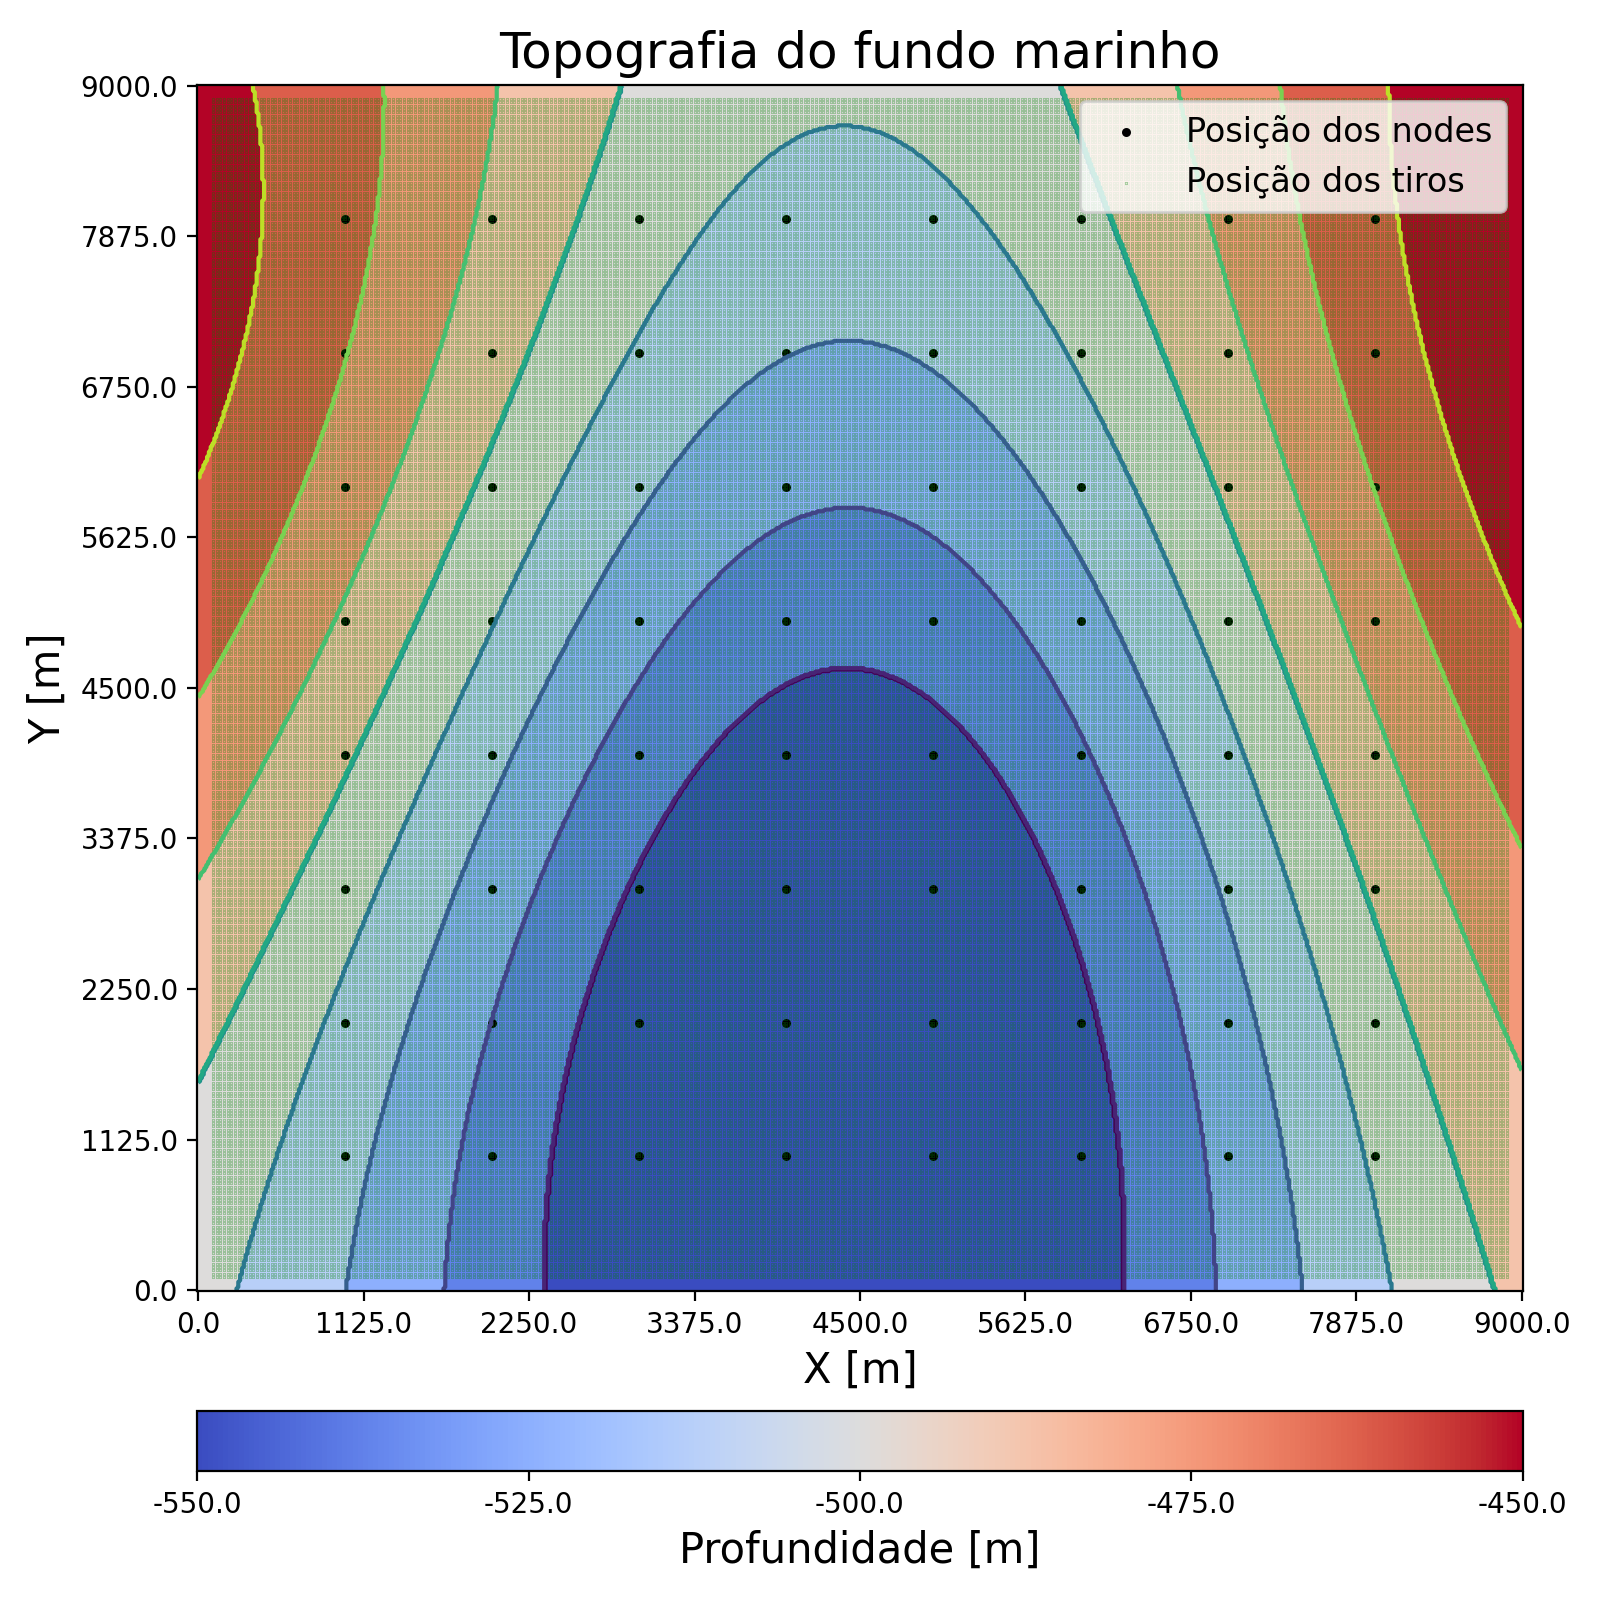 Topografia do fundo marinho
Posição dos nodes
Posição dos tiros
9000.0
7875.0
6750.0
5625.0
4500.0
3375.0
2250.0
1125.0
0.0
Y [m]
0.0 1125.0 2250.0 3375.0 4500.0 5625.0 6750.0 7875.0 9000.0
X [m]
-550.0 -525.0 -500.0 -475.0 -450.0
Profundidade [m]